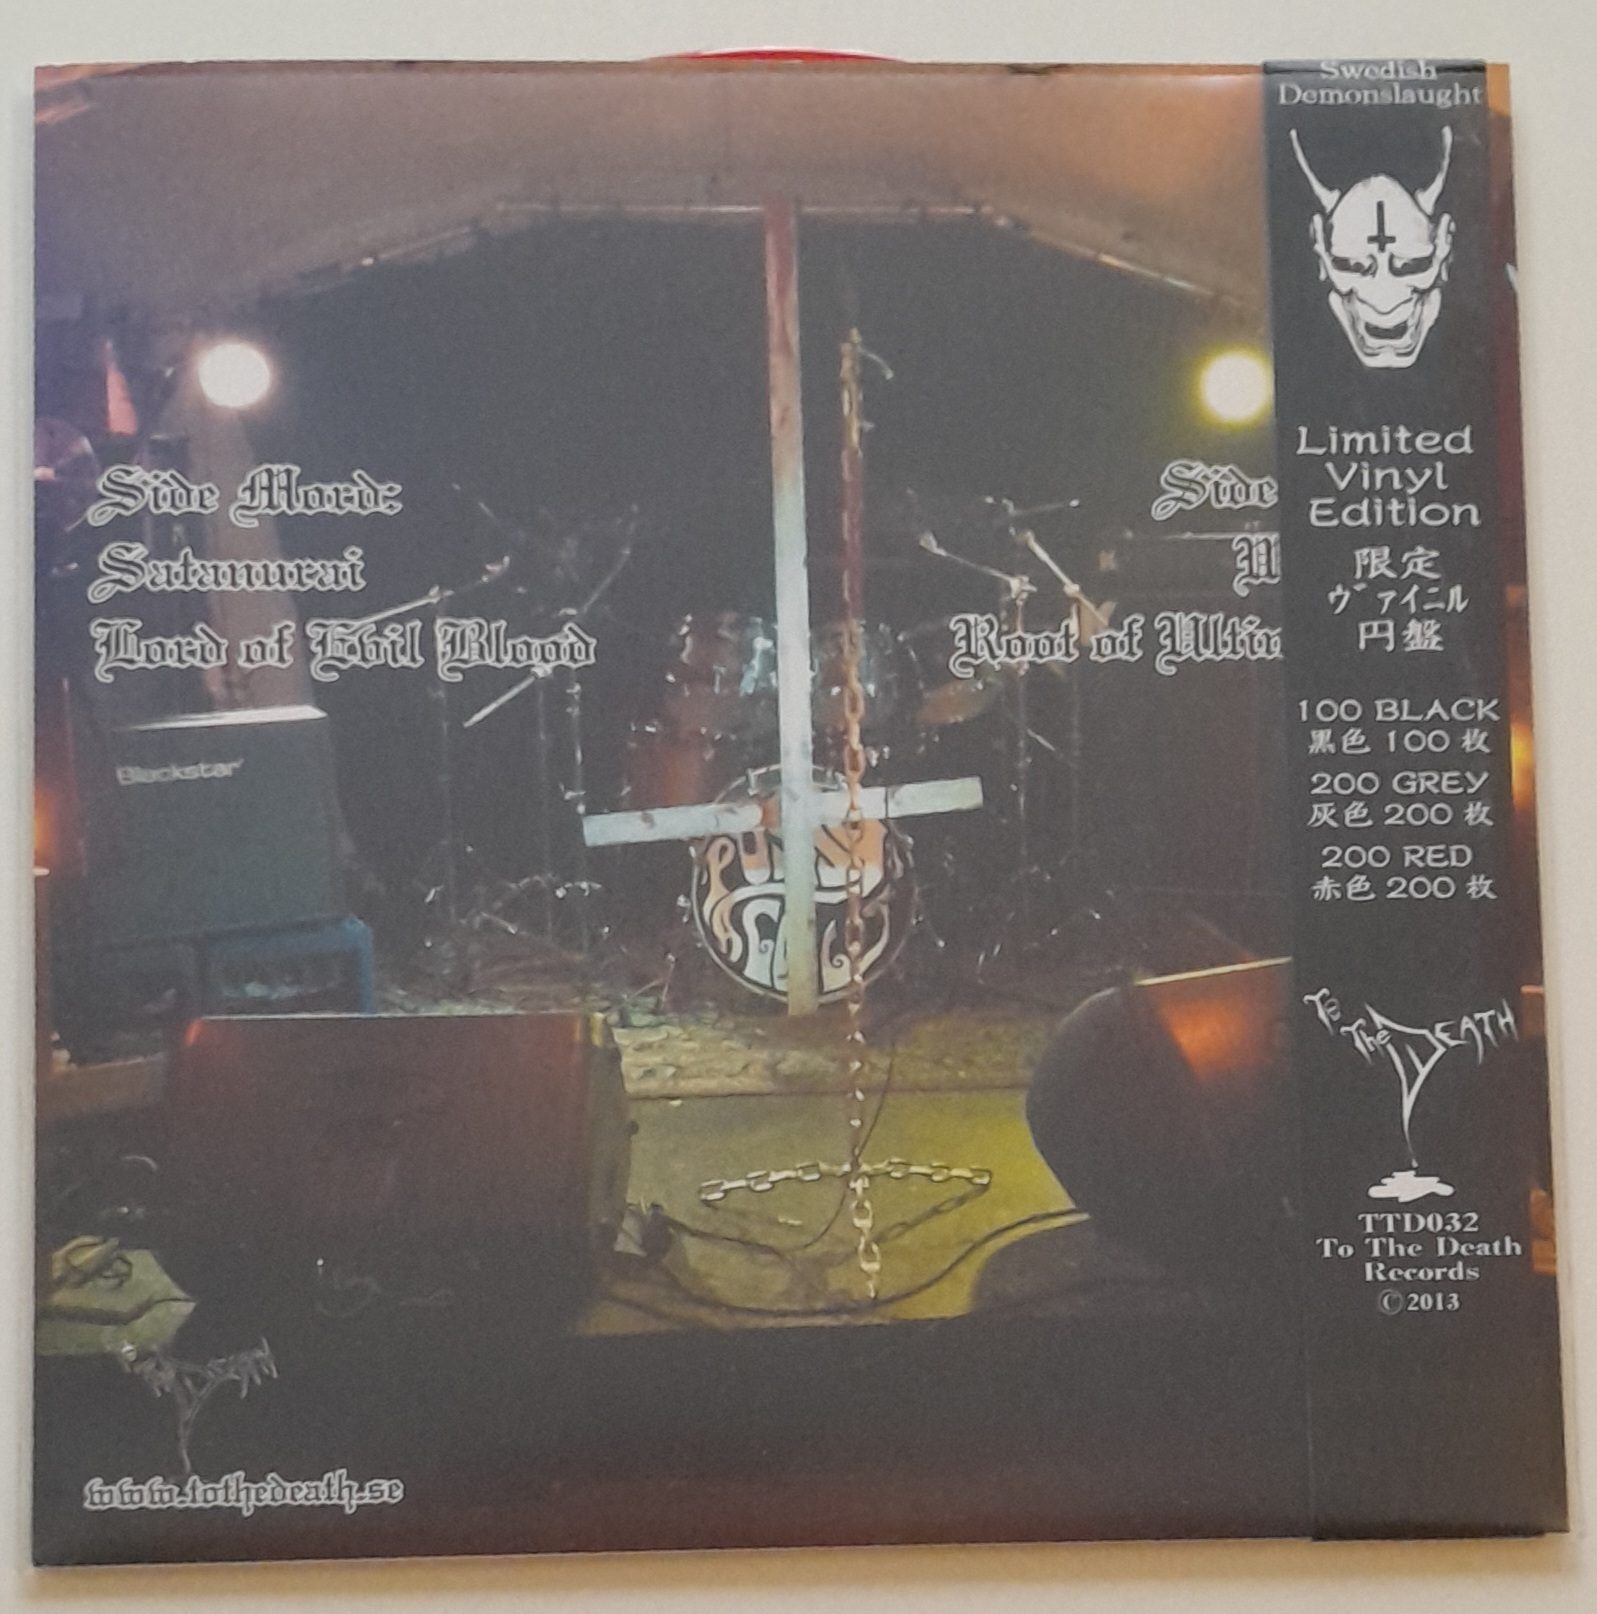 Swedish
Demonslaught
Side Mord:
Satanurai
Lord of Evil Blood
Side
Root of
Limited
Vinyl
Edition
限定
ヴァイニル
円盤
100 BLACK
黒色 100 枚
200 GREY
灰色 200 枚
200 RED
赤色 200 枚
Blackstar
To The Death
TTD032
To The Death
Records
©2013
www.tothedeath.se